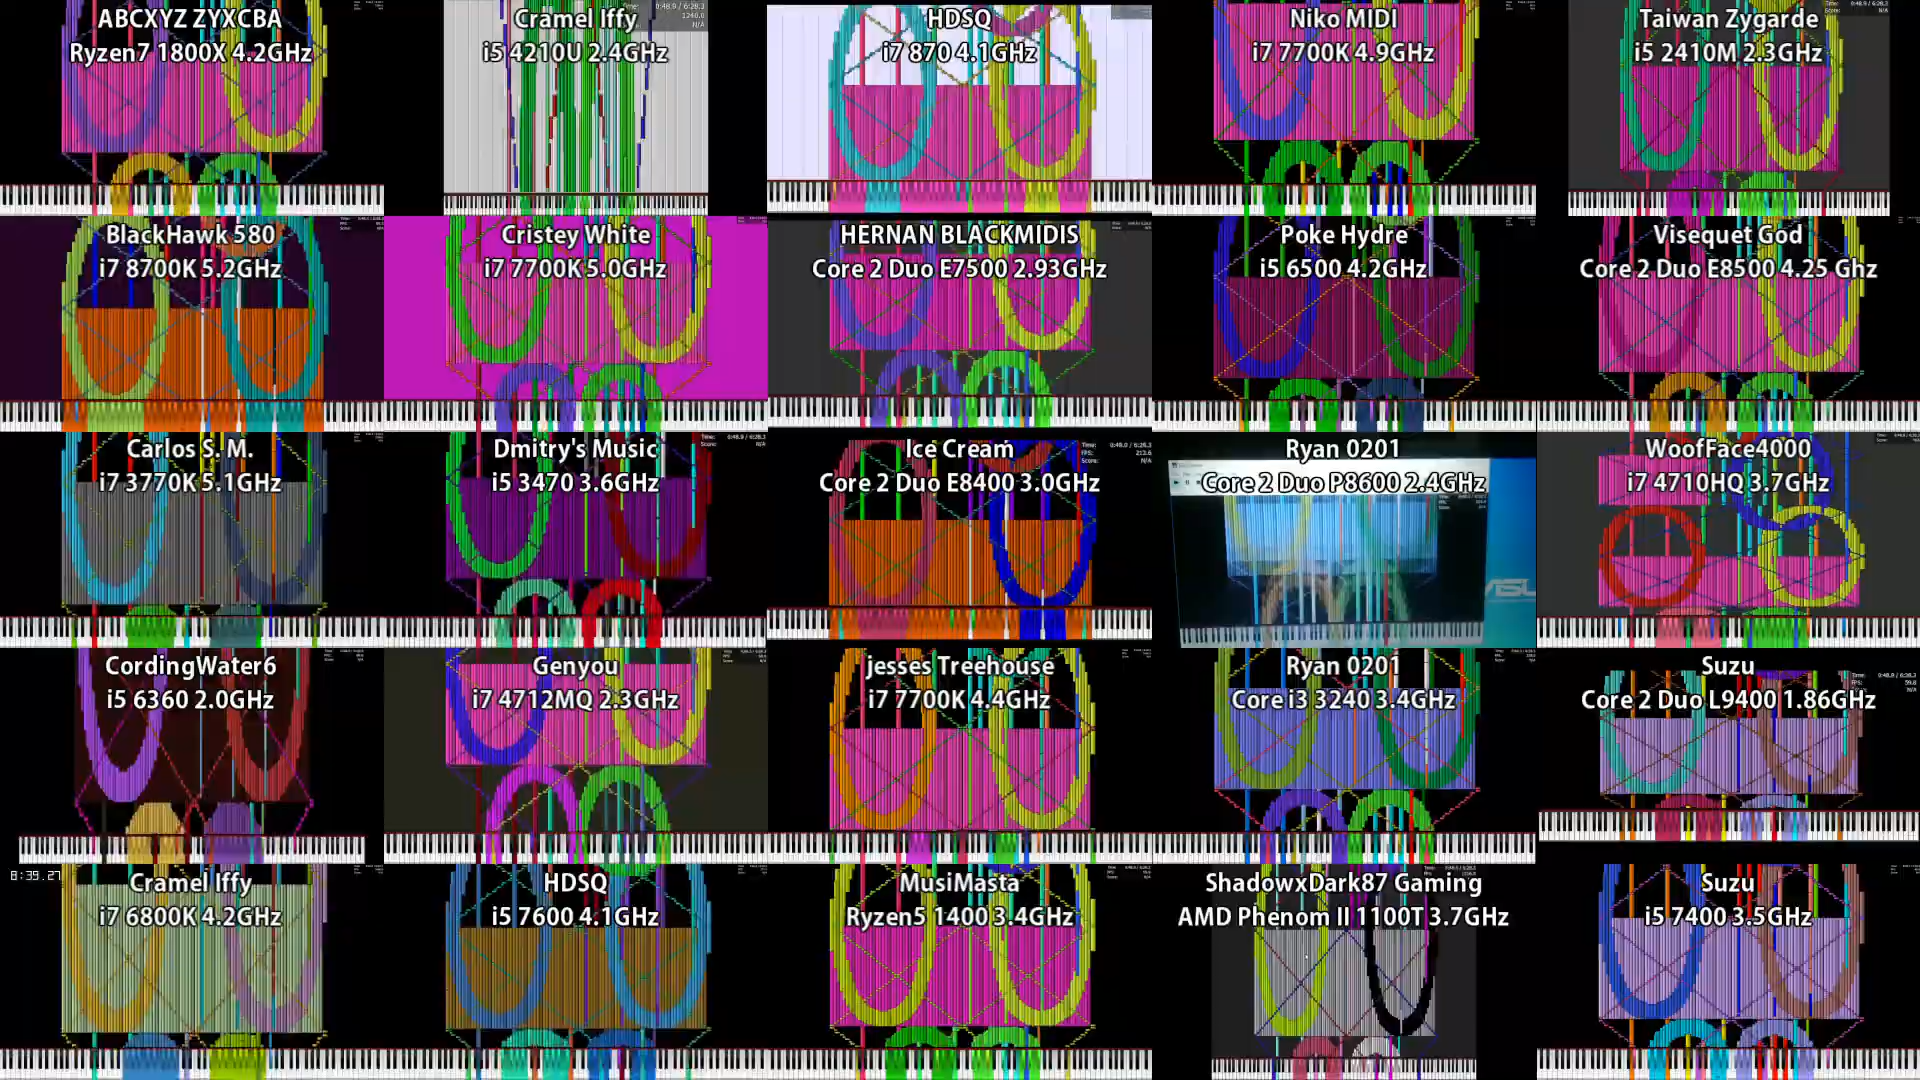 ABCXYZ ZYXCBA
Ryzen7 1800X 4.2GHz
Cramel Iffy
i5 4210U 2.4GHz
HDSQ
i7 870 4.1GHz
Niko MIDI
i7 7700K 4.9GHz
Taiwan Zygarde
i5 2410M 2.3GHz
BlackHawk 580
i7 8700K 5.2GHz
Cristey White
i7 7700K 5.0GHz
HERNAN BLACKMIDIS
Core 2 Duo E7500 2.93GHz
Poke Hydre
i5 6500 4.2GHz
Visequet God
Core 2 Duo E8500 4.25 Ghz
Carlos S. M.
i7 3770K 5.1GHz
Dmitry's Music
i5 3470 3.6GHz
Ice Cream
Core 2 Duo E8400 3.0GHz
Ryan 0201
Core 2 Duo P8600 2.4GHz
WoofFace4000
i7 4710HQ 3.7GHz
CordingWater6
i5 6360 2.0GHz
Genyou
i7 4712MQ 2.3GHz
jesses Treehouse
i7 7700K 4.4GHz
Ryan 0201
Core i3 3240 3.4GHz
Suzu
Core 2 Duo L9400 1.86GHz
8:39.27
Cramel Iffy
i7 6800K 4.2GHz
HDSQ
i5 7600 4.1GHz
MusiMasta
Ryzen5 1400 3.4GHz
ShadowxDark87 Gaming
AMD Phenom II 1100T 3.7GHz
Suzu
i5 7400 3.5GHz